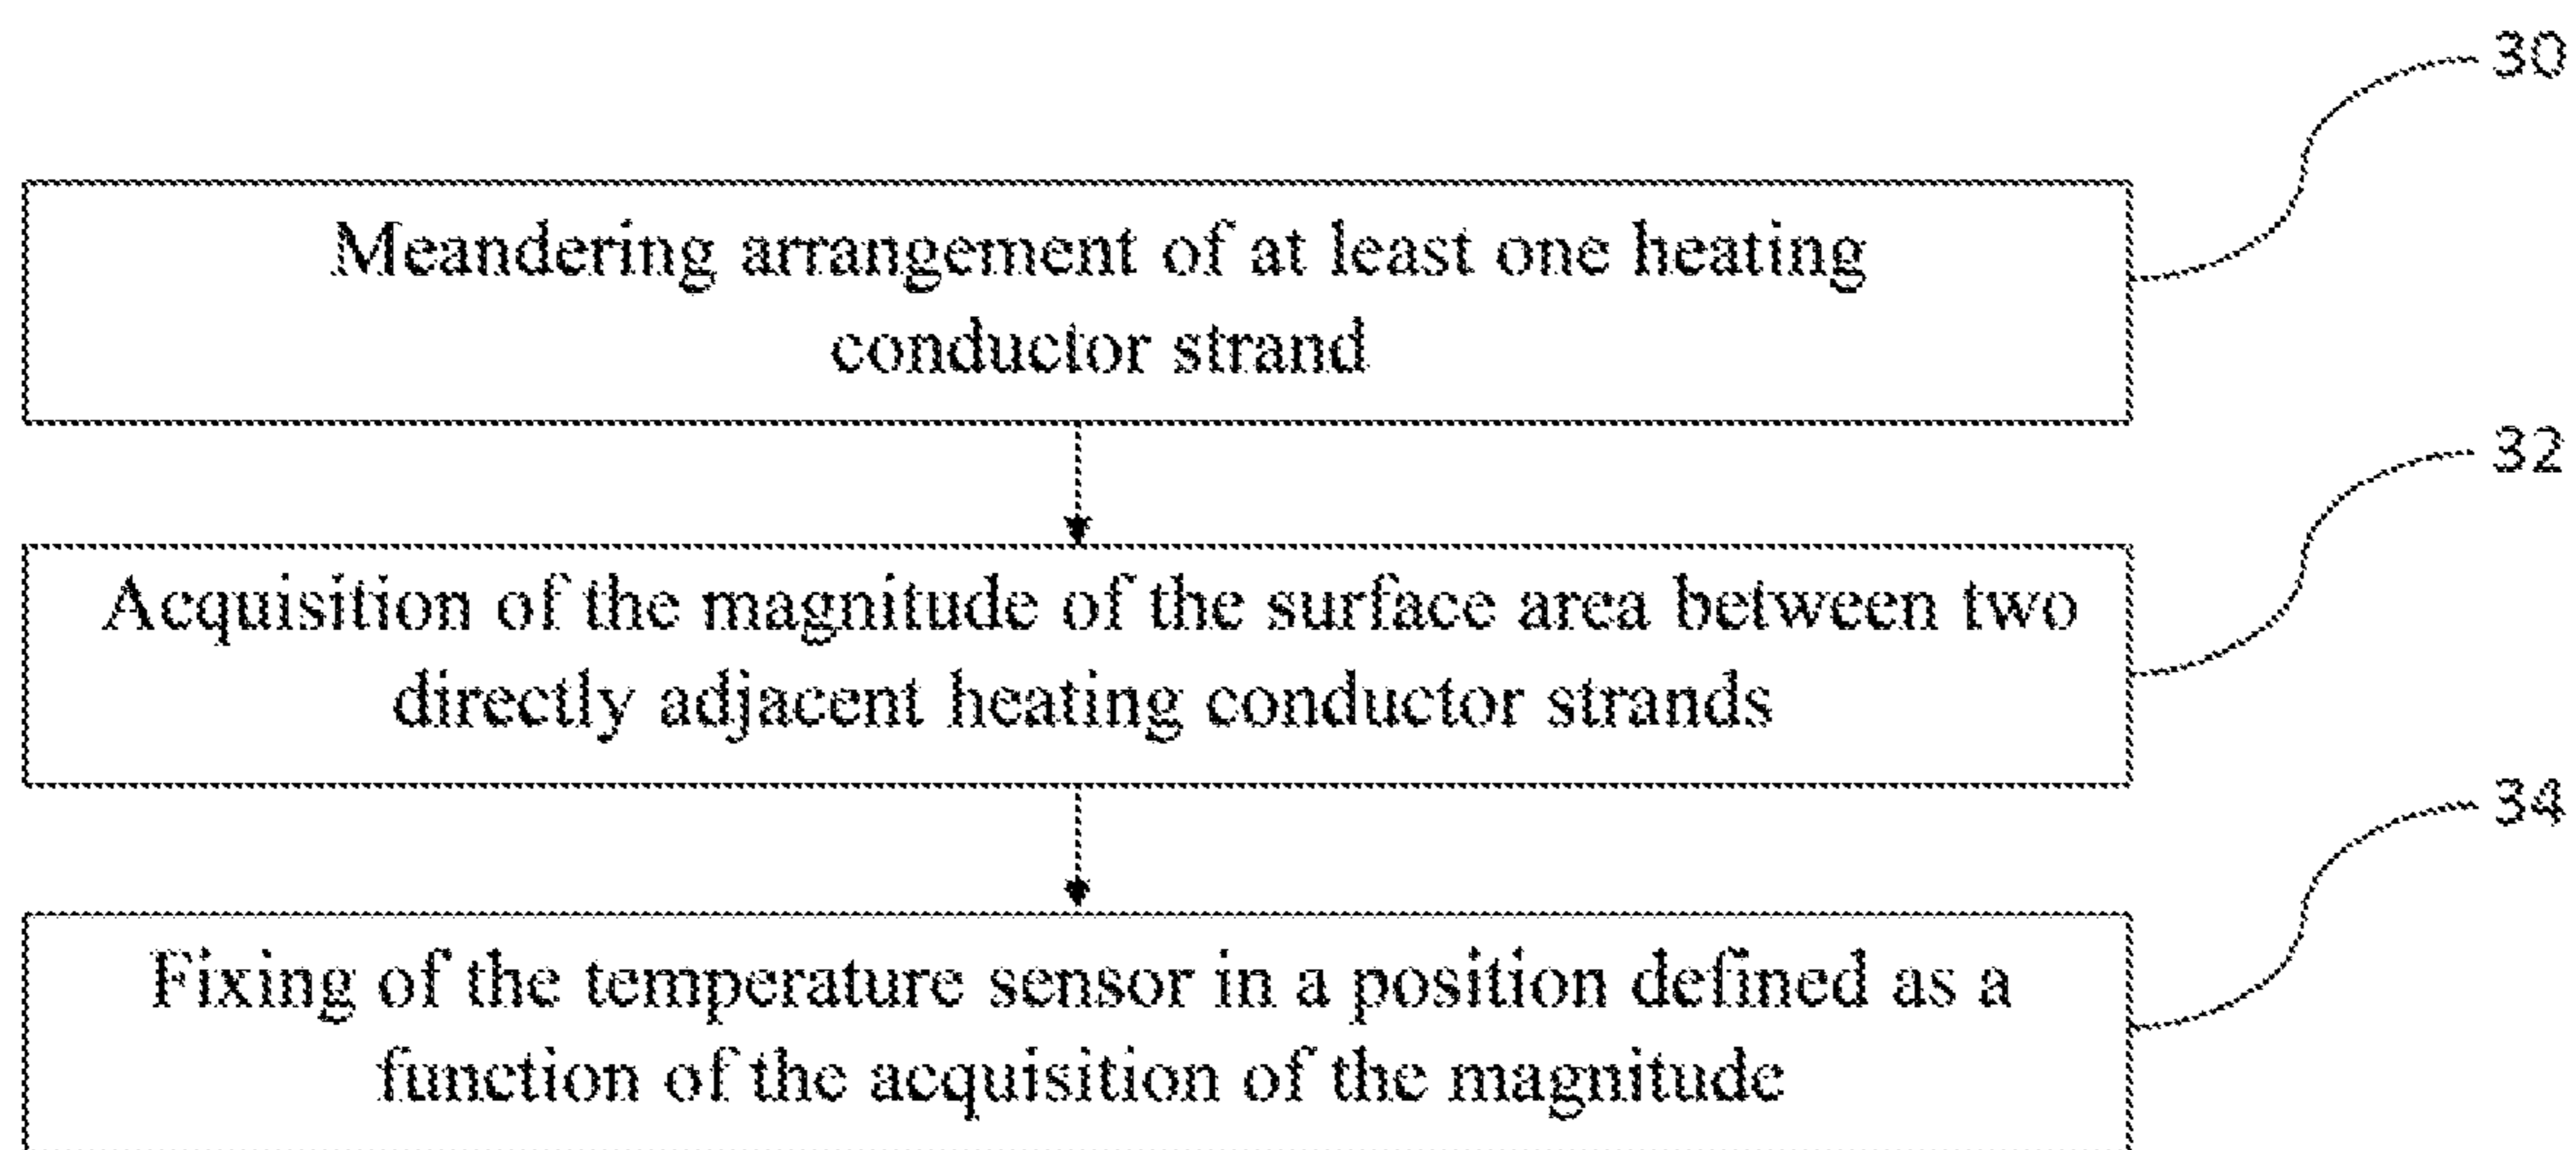 30
Meandering arrangement of at least one heating
conductor strand
32
Acquisition of the magnitude of the surface area between two
directly adjacent heating conductor strands
34
Fixing of the temperature sensor in a position defined as a
function of the acquisition of the magnitude